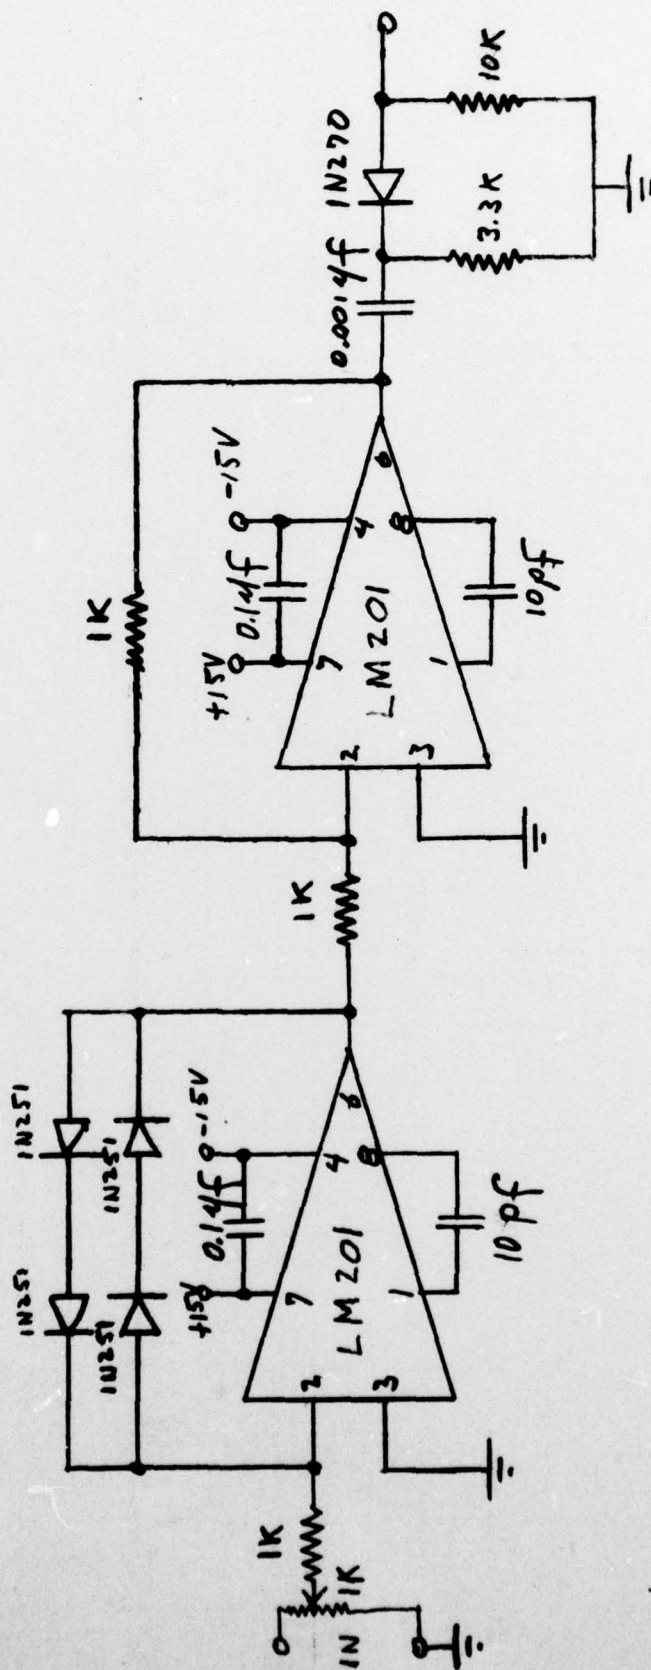 IN
1K
1K
1N251
1N251
1N251
1N251
+15V
0.1µf
-15V
2
3
7
4
6
1
8
LM201
10pf
1K
1K
+15V
0.1µf
-15V
2
3
7
4
6
1
8
LM201
10pf
0.001µf
1N270
3.3K
10K